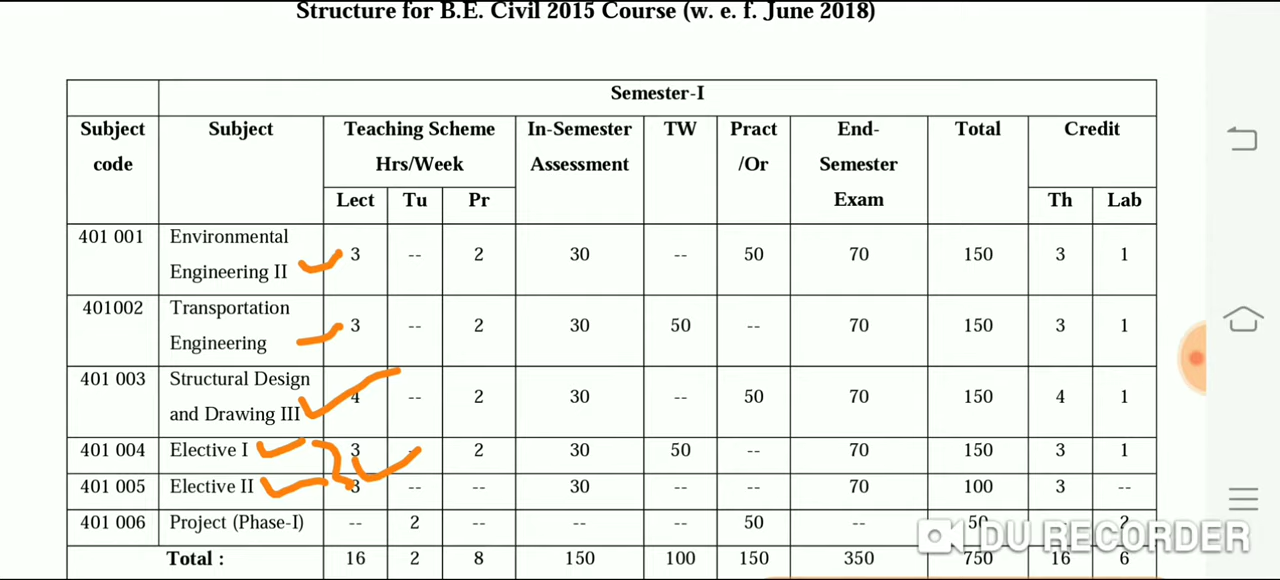 Structure for B.E. Civil 2015 Course (w. e. f. June 2018)
Semester-I
Subject code Subject Teaching Scheme Hrs/Week In-Semester Assessment TW Pract /Or End-Semester Exam Total Credit
Lect Tu Pr Th Lab
401 001 Environmental Engineering II 3 -- 2 30 -- 50 70 150 3 1
401002 Transportation Engineering 3 -- 2 30 50 -- 70 150 3 1
401 003 Structural Design and Drawing III 4 -- 2 30 -- 50 70 150 4 1
401 004 Elective I 3 2 30 50 -- 70 150 3 1
401 005 Elective II 3 -- -- 30 -- -- 70 100 3 --
401 006 Project (Phase-I) -- 2 -- -- -- 50 -- 50 2
Total : 16 2 8 150 100 150 350 750 16 6
DU RECORDER